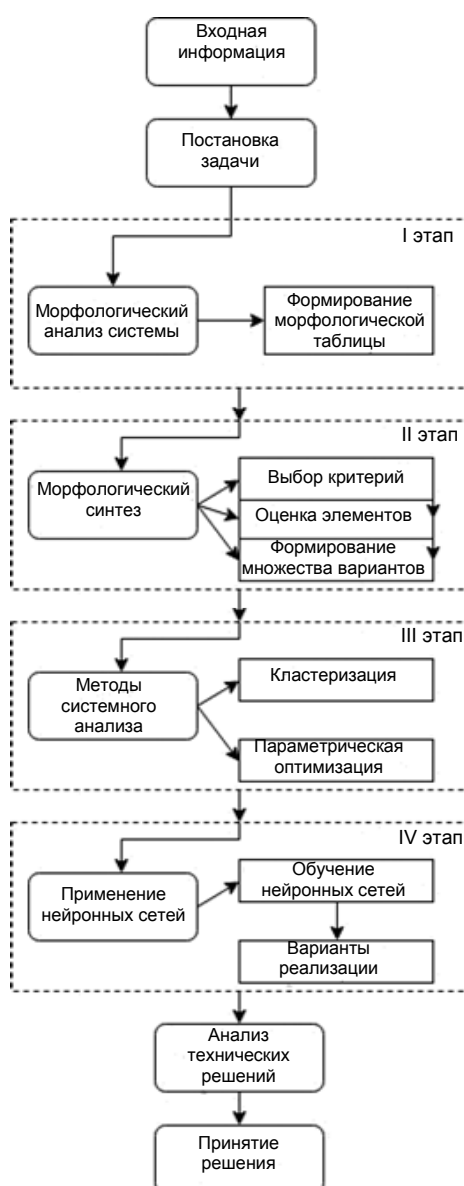 Входная
информация
Постановка
задачи
I этап
Морфологический
анализ системы
Формирование
морфологической
таблицы
II этап
Морфологический
синтез
Выбор критерий
Оценка элементов
Формирование
множества вариантов
III этап
Методы
системного
анализа
Кластеризация
Параметрическая
оптимизация
IV этап
Применение
нейронных сетей
Обучение
нейронных сетей
Варианты
реализации
Анализ
технических
решений
Принятие
решения